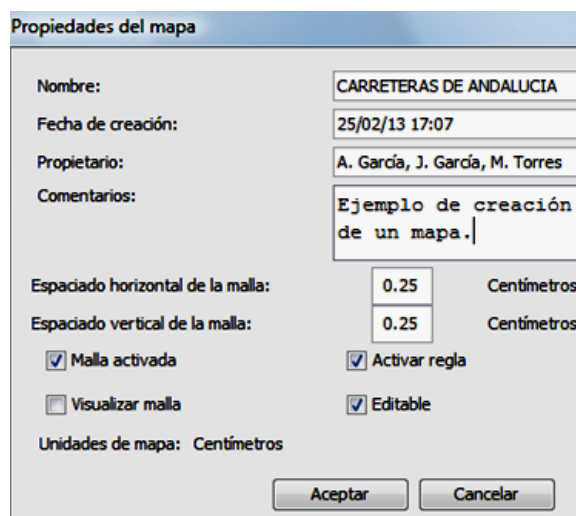 Propiedades del mapa
Nombre: CARRETERAS DE ANDALUCIA
Fecha de creación: 25/02/13 17:07
Propietario: A. García, J. García, M. Torres
Comentarios: Ejemplo de creación
de un mapa.
Espaciado horizontal de la malla: 0.25 Centímetros
Espaciado vertical de la malla: 0.25 Centímetros
Malla activada Activar regla
Visualizar malla Editable
Unidades de mapa: Centímetros
Aceptar Cancelar